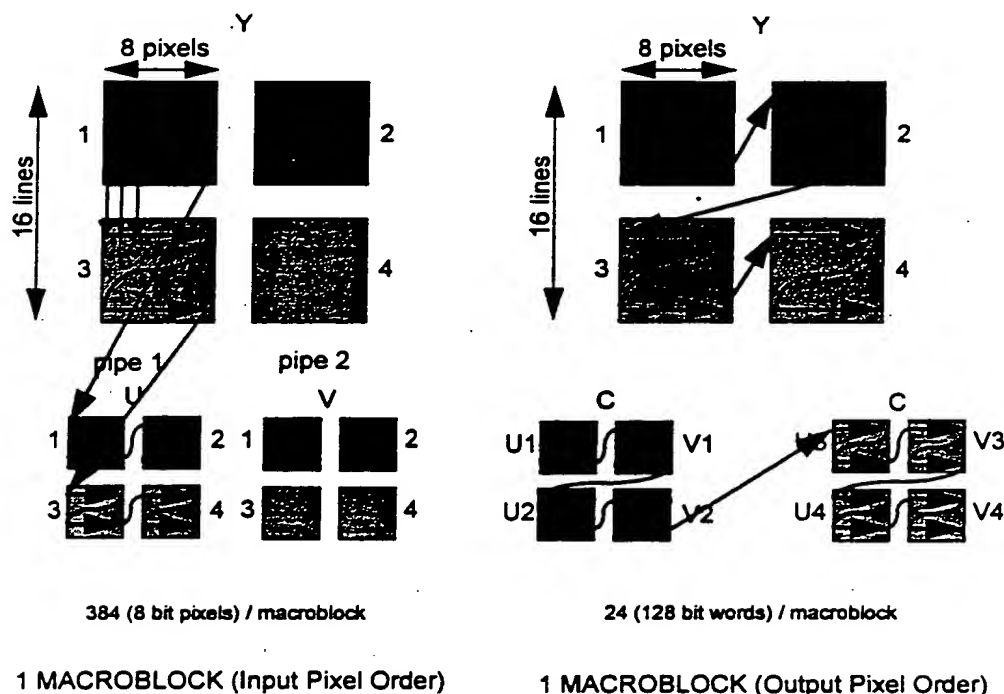 Y
8 pixels
16 lines
1
2
3
4
pipe 1
pipe 2
U
V
1
2
1
2
3
4
3
4
384 (8 bit pixels) / macroblock
1 MACROBLOCK (Input Pixel Order)
Y
8 pixels
16 lines
1
2
3
4
C
C
U1
V1
V3
U2
V2
U4
V4
24 (128 bit words) / macroblock
1 MACROBLOCK (Output Pixel Order)